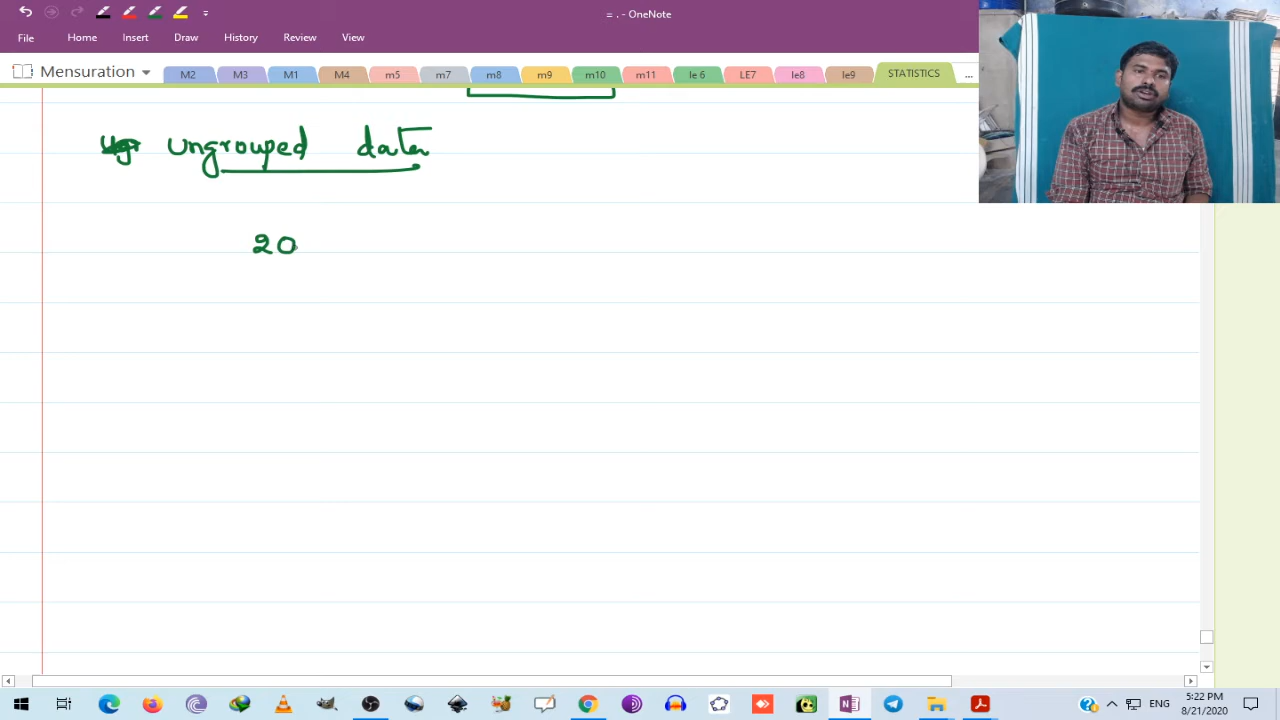 = . - OneNote
File Home Insert Draw History Review View
Mensuration M2 M3 M1 M4 m5 m7 m8 m9 m10 m11 le 6 LE7 le8 le9 STATISTICS ...
ungrouped data
20
ENG 5:22 PM
8/21/2020